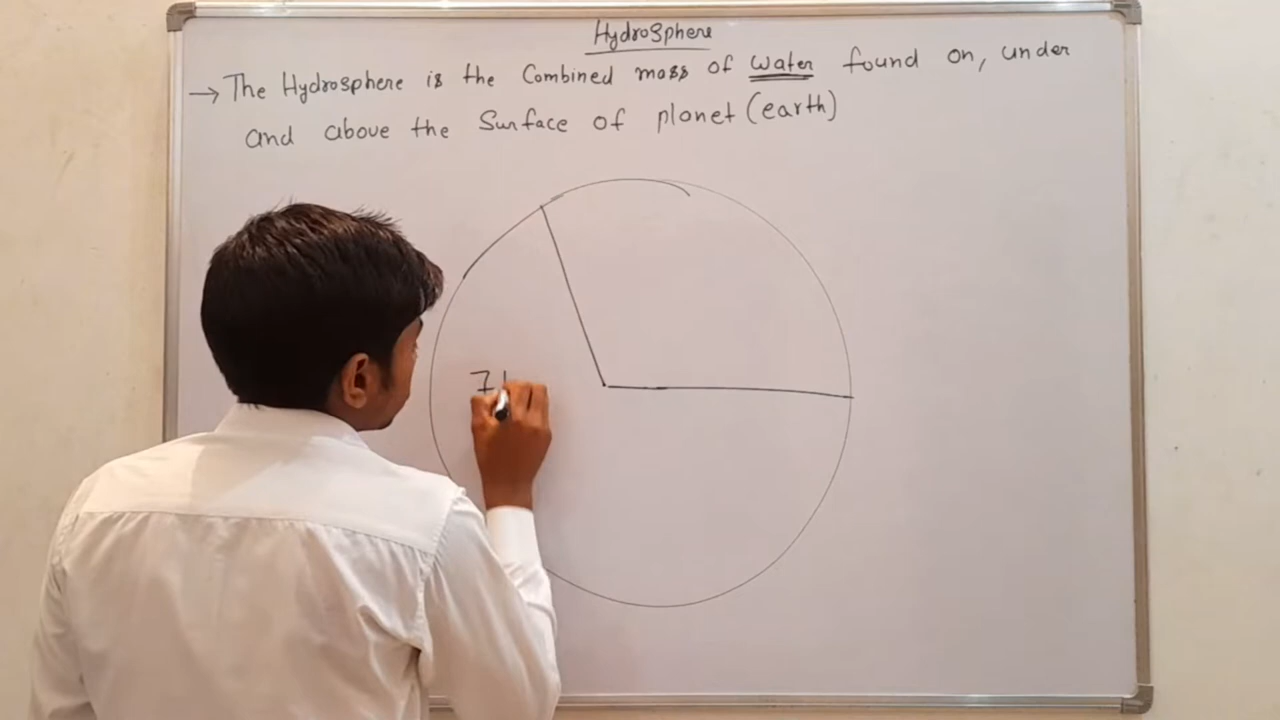 Hydrosphere
→ The Hydrosphere is the Combined mass of water found on, under
and above the Surface of planet (earth)
71